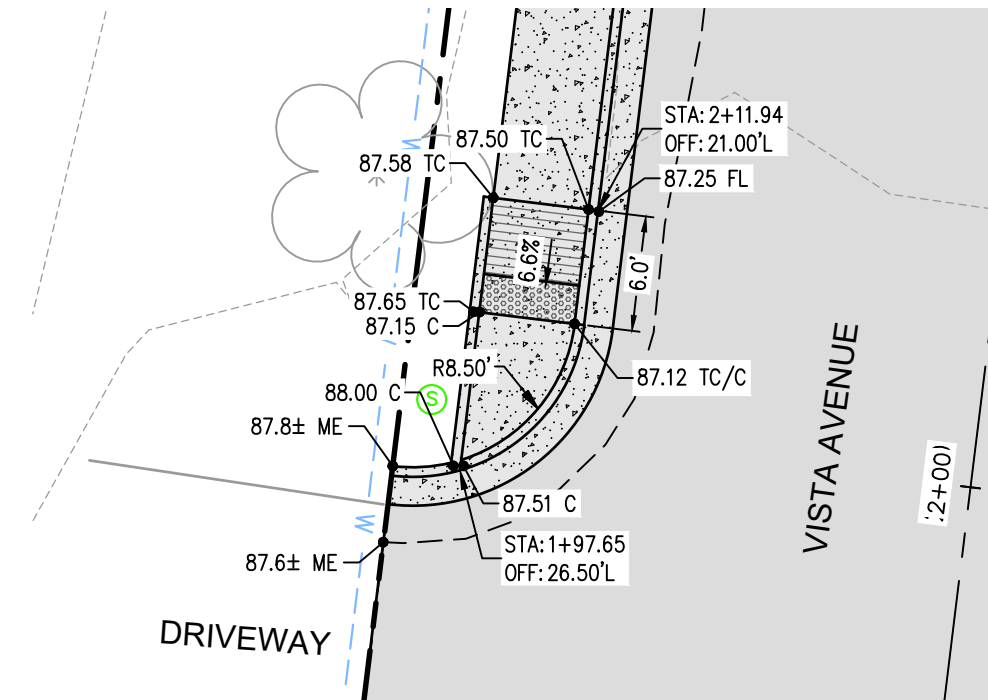 STA: 2+11.94
OFF: 21.00'L
87.50 TC
87.58 TC
87.25 FL
W
6.6%
6.0'
87.65 TC
87.15 C
R8.50'
87.12 TC/C
88.00 C
S
87.8± ME
VISTA AVENUE
2+00)
87.51 C
W
STA: 1+97.65
OFF: 26.50'L
87.6± ME
DRIVEWAY